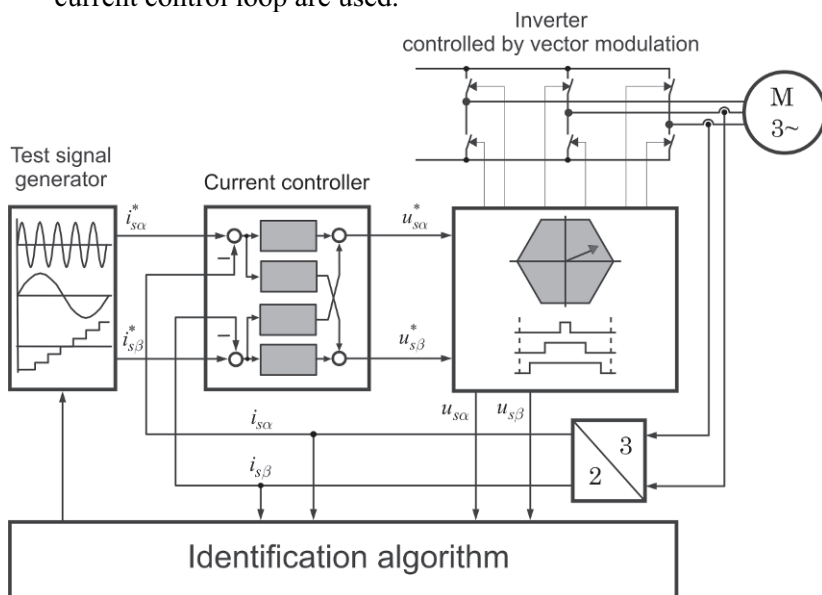 current control loop are used.
Inverter
controlled by vector modulation
M
3~
Test signal
generator
Current controller
i*sα
u*sα
i*sβ
u*sβ
−
−
usα
usβ
isα
isβ
3
2
Identification algorithm